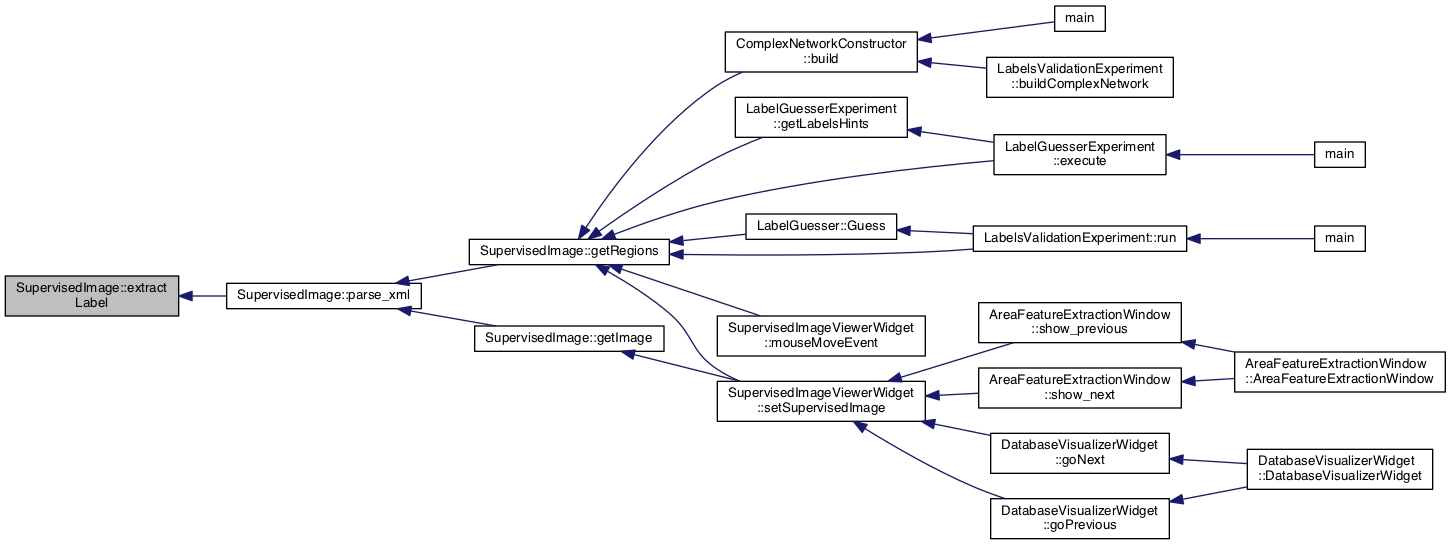 SupervisedImage::extract
Label
SupervisedImage::parse_xml
SupervisedImage::getRegions
SupervisedImage::getImage
ComplexNetworkConstructor
::build
main
LabelsValidationExperiment
::buildComplexNetwork
LabelGuesserExperiment
::getLabelsHints
LabelGuesserExperiment
::execute
main
LabelGuesser::Guess
LabelsValidationExperiment::run
main
SupervisedImageViewerWidget
::mouseMoveEvent
SupervisedImageViewerWidget
::setSupervisedImage
AreaFeatureExtractionWindow
::show_previous
AreaFeatureExtractionWindow
::show_next
AreaFeatureExtractionWindow
::AreaFeatureExtractionWindow
DatabaseVisualizerWidget
::goNext
DatabaseVisualizerWidget
::goPrevious
DatabaseVisualizerWidget
::DatabaseVisualizerWidget